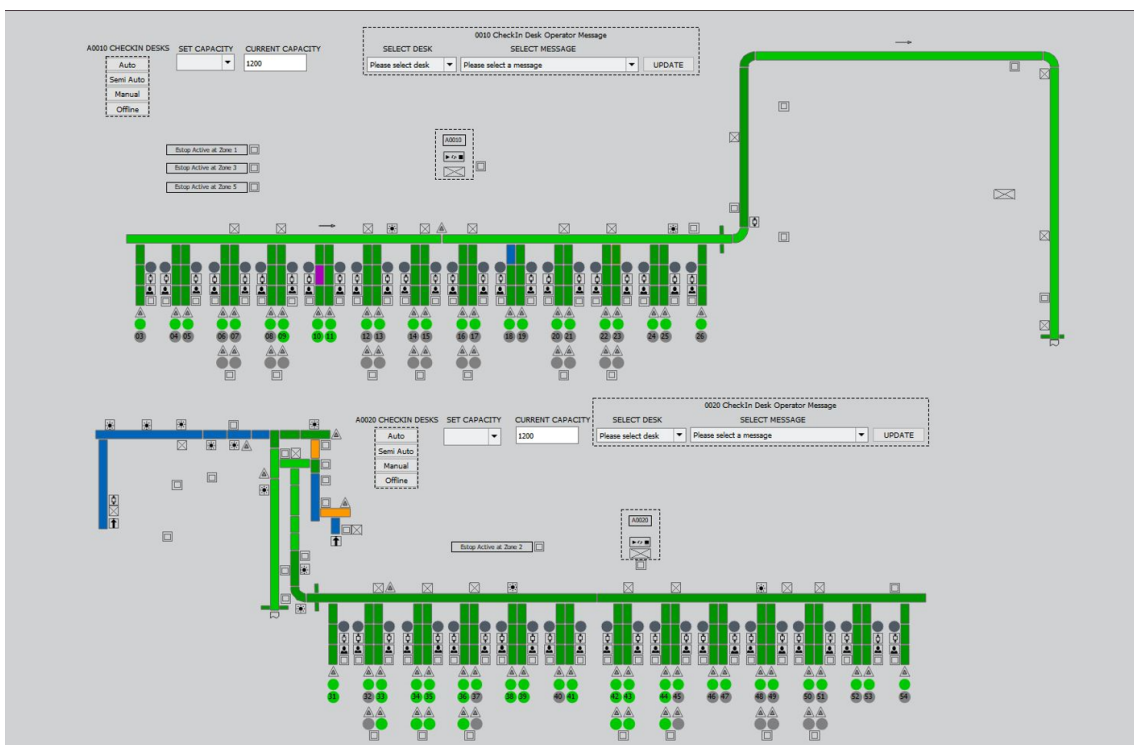 0010 CheckIn Desk Operator Message
A0010 CHECKIN DESKS SET CAPACITY CURRENT CAPACITY SELECT DESK SELECT MESSAGE
Auto 1200 Please select desk Please select a message UPDATE
Semi Auto
Manual
Offline
A0010
Estop Active at Zone 1
Estop Active at Zone 3
Estop Active at Zone 5
03 04 05 06 07 08 09 10 11 12 13 14 15 16 17 18 19 20 21 22 23 24 25 26
0020 CheckIn Desk Operator Message
A0020 CHECKIN DESKS SET CAPACITY CURRENT CAPACITY SELECT DESK SELECT MESSAGE
Auto 1200 Please select desk Please select a message UPDATE
Semi Auto
Manual
Offline
A0020
Estop Active at Zone 2
31 32 33 34 35 36 37 38 39 40 41 42 43 44 45 46 47 48 49 50 51 52 53 54